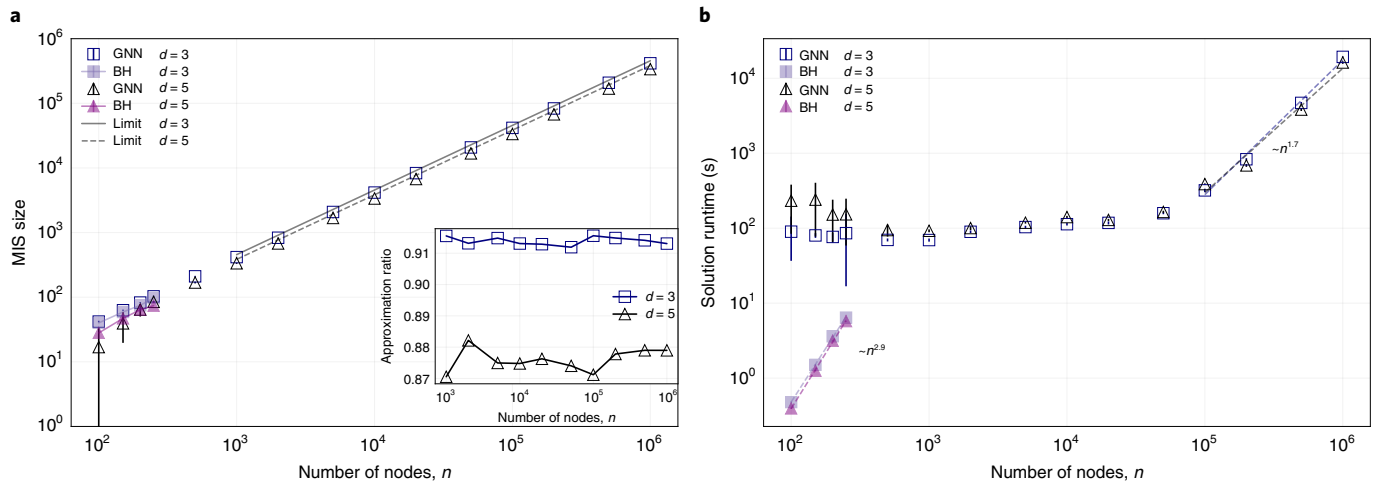 a
10^6
10^5
10^4
10^3
10^2
10^1
10^0
MIS size
GNN d = 3
BH d = 3
GNN d = 5
BH d = 5
Limit d = 3
Limit d = 5
0.91
0.90
0.89
0.88
0.87
Approximation ratio
d = 3
d = 5
10^3 10^4 10^5 10^6
Number of nodes, n
10^2 10^3 10^4 10^5 10^6
Number of nodes, n
b
10^4
10^3
10^2
10^1
10^0
Solution runtime (s)
GNN d = 3
BH d = 3
GNN d = 5
BH d = 5
~n^1.7
~n^2.9
10^2 10^3 10^4 10^5 10^6
Number of nodes, n